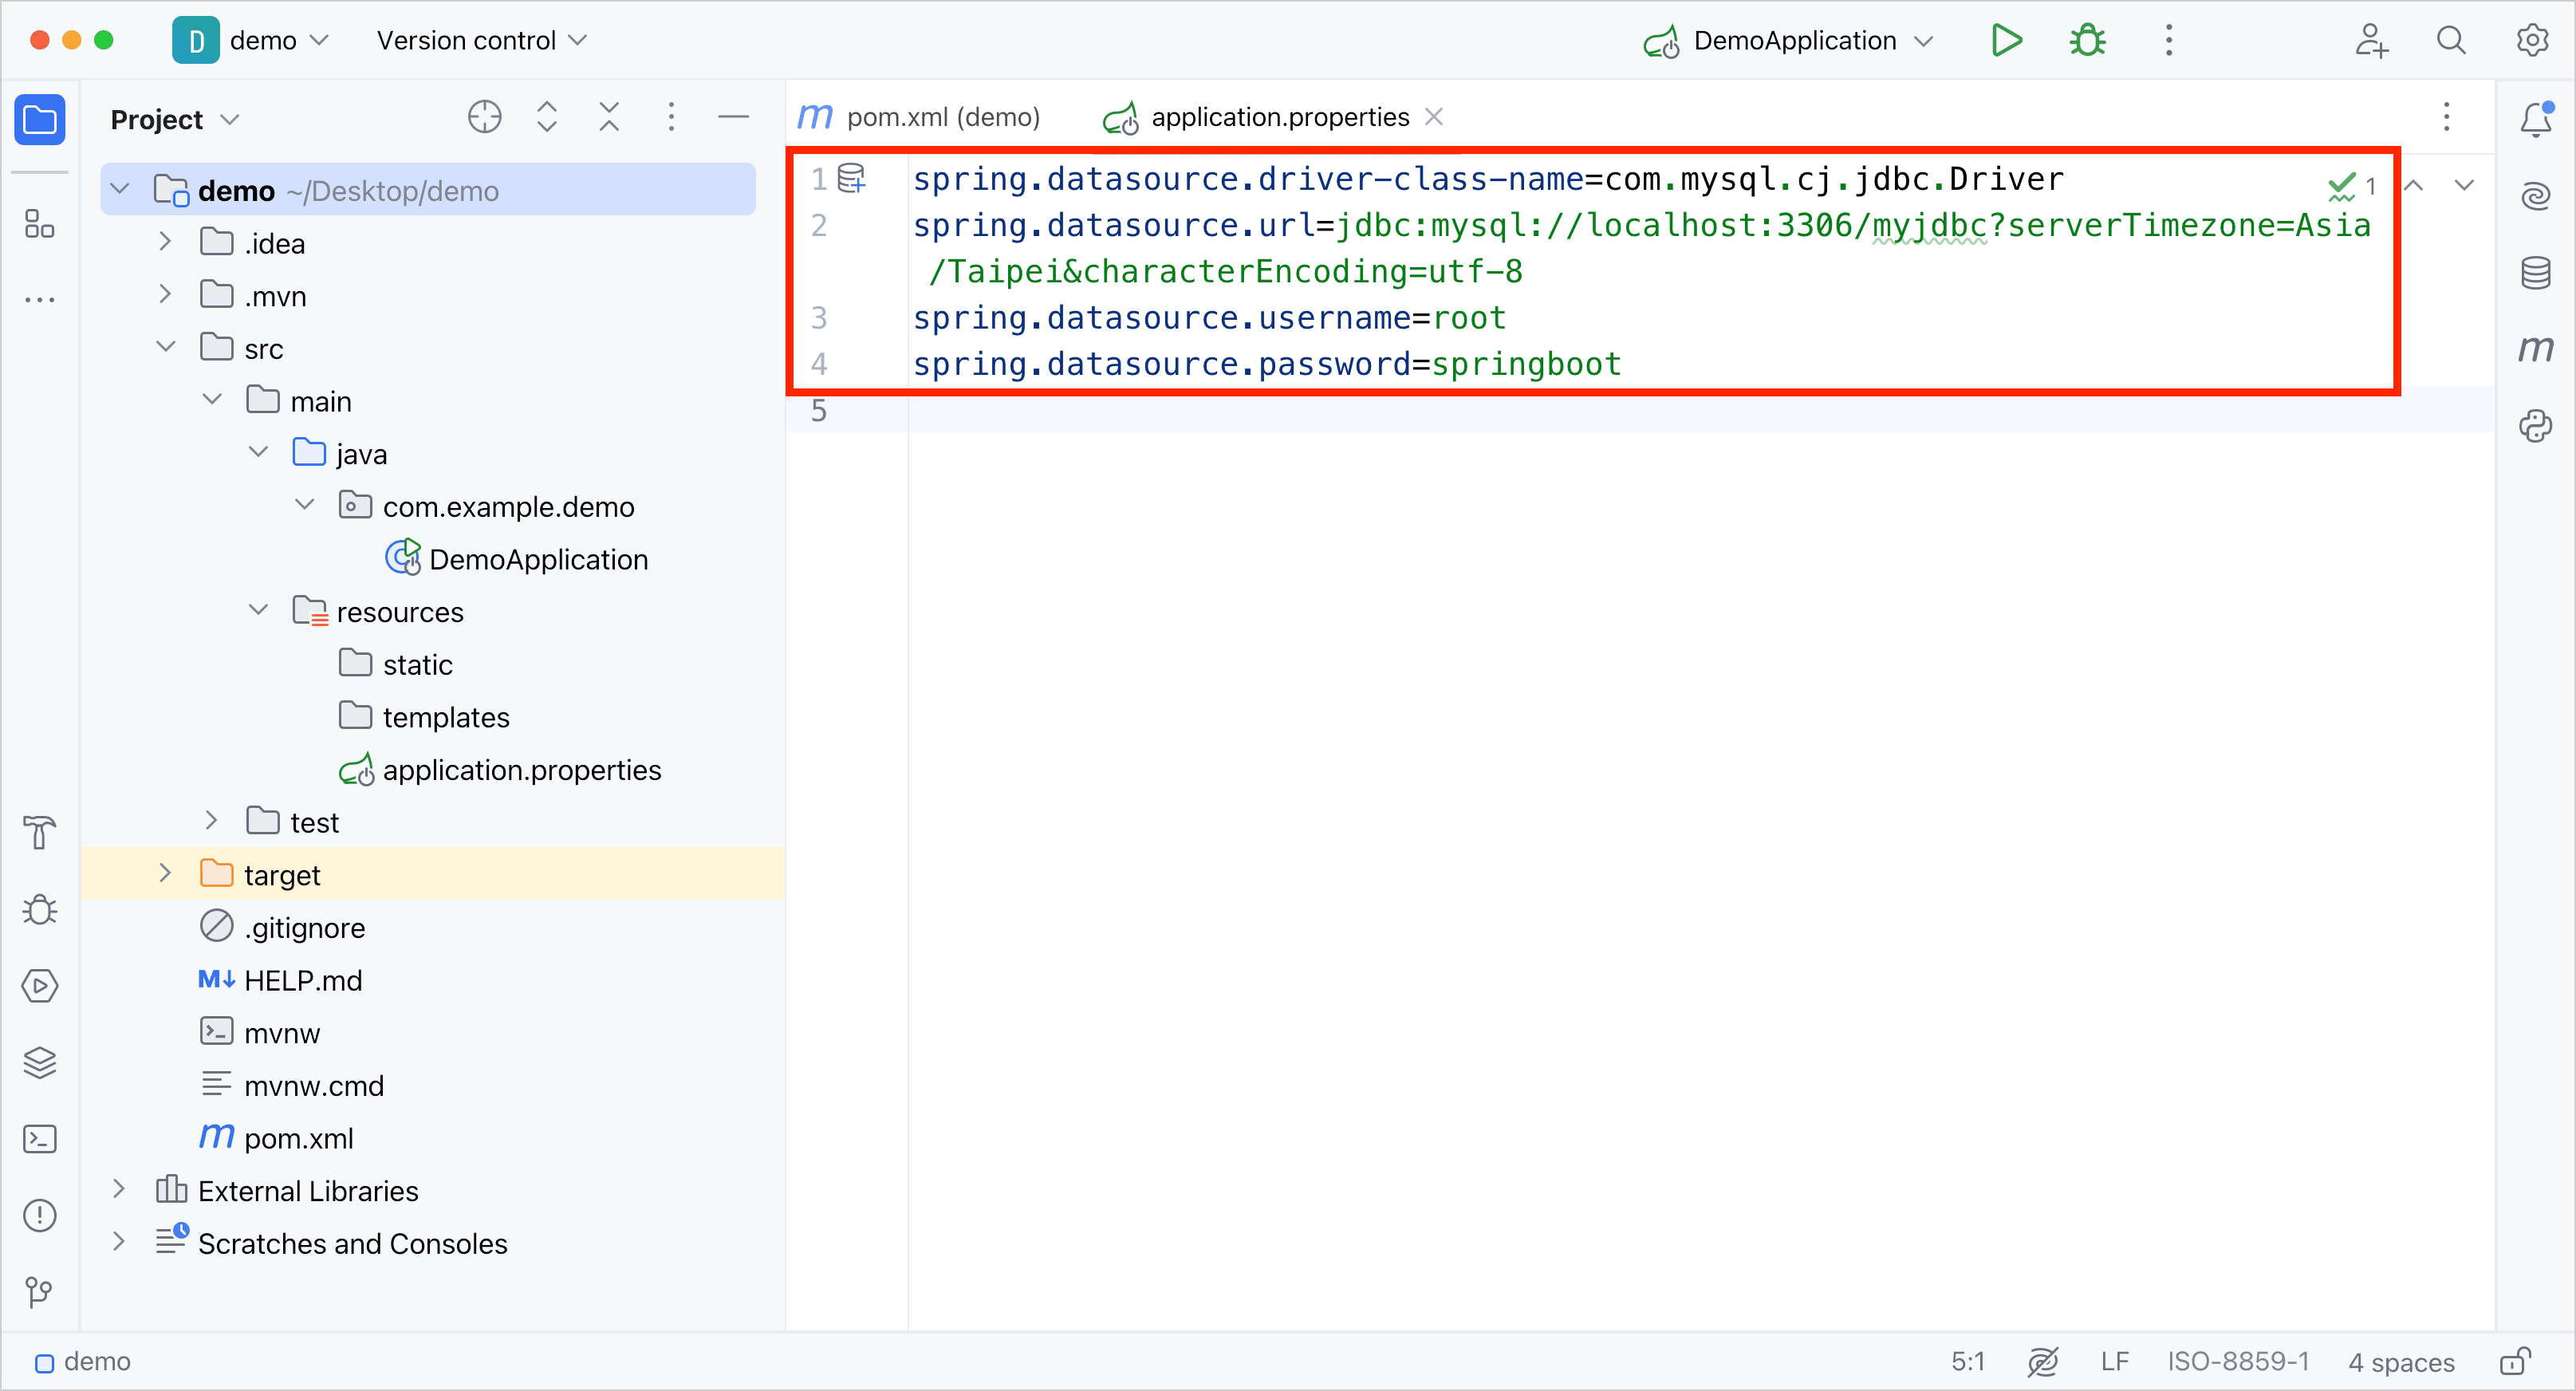 D demo Version control DemoApplication
Project
demo ~/Desktop/demo
.idea
.mvn
src
main
java
com.example.demo
DemoApplication
resources
static
templates
application.properties
test
target
.gitignore
M↓ HELP.md
mvnw
mvnw.cmd
m pom.xml
External Libraries
Scratches and Consoles
m pom.xml (demo) application.properties
1 spring.datasource.driver-class-name=com.mysql.cj.jdbc.Driver 1
2 spring.datasource.url=jdbc:mysql://localhost:3306/myjdbc?serverTimezone=Asia
/Taipei&characterEncoding=utf-8
3 spring.datasource.username=root
4 spring.datasource.password=springboot
5
m
demo 5:1 LF ISO-8859-1 4 spaces